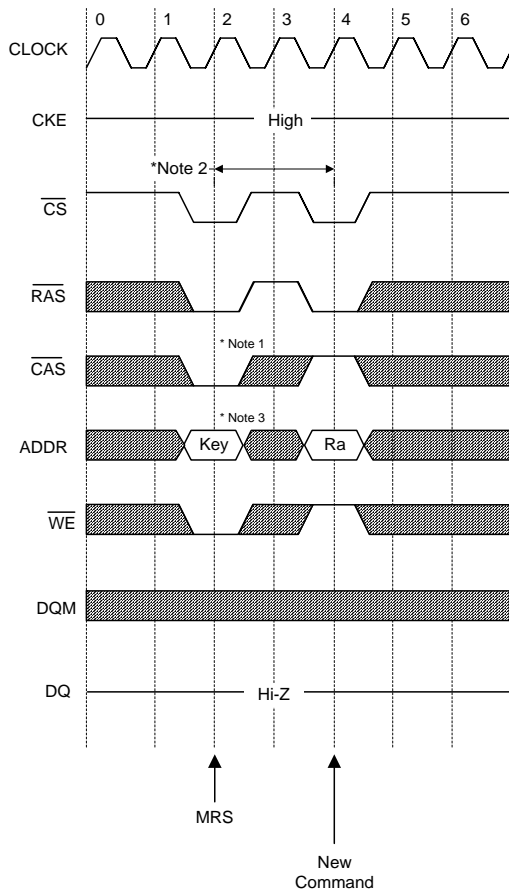 0 1 2 3 4 5 6
CLOCK
CKE High
*Note 2
CS
RAS
* Note 1
CAS
* Note 3
ADDR Key Ra
WE
DQM
DQ Hi-Z
MRS
New
Command